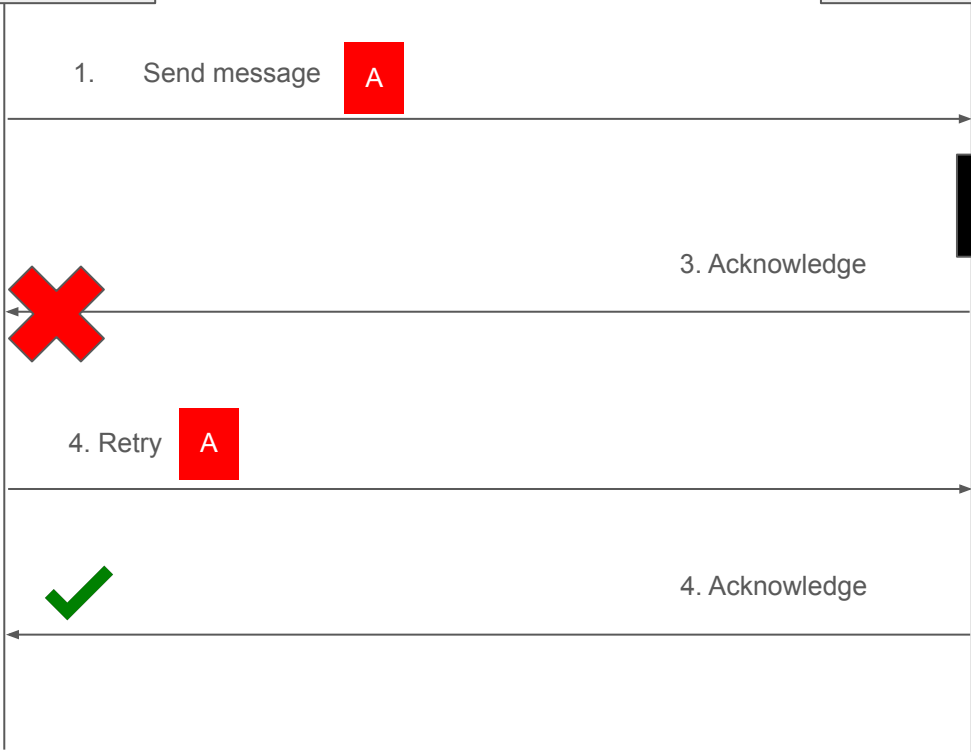 1. Send message A
3. Acknowledge
4. Retry A
4. Acknowledge